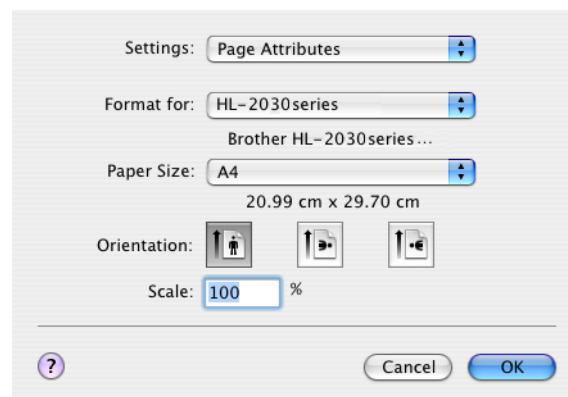 Settings: Page Attributes
Format for: HL-2030series
Brother HL-2030series...
Paper Size: A4
20.99 cm x 29.70 cm
Orientation:
Scale: 100 %
? Cancel OK